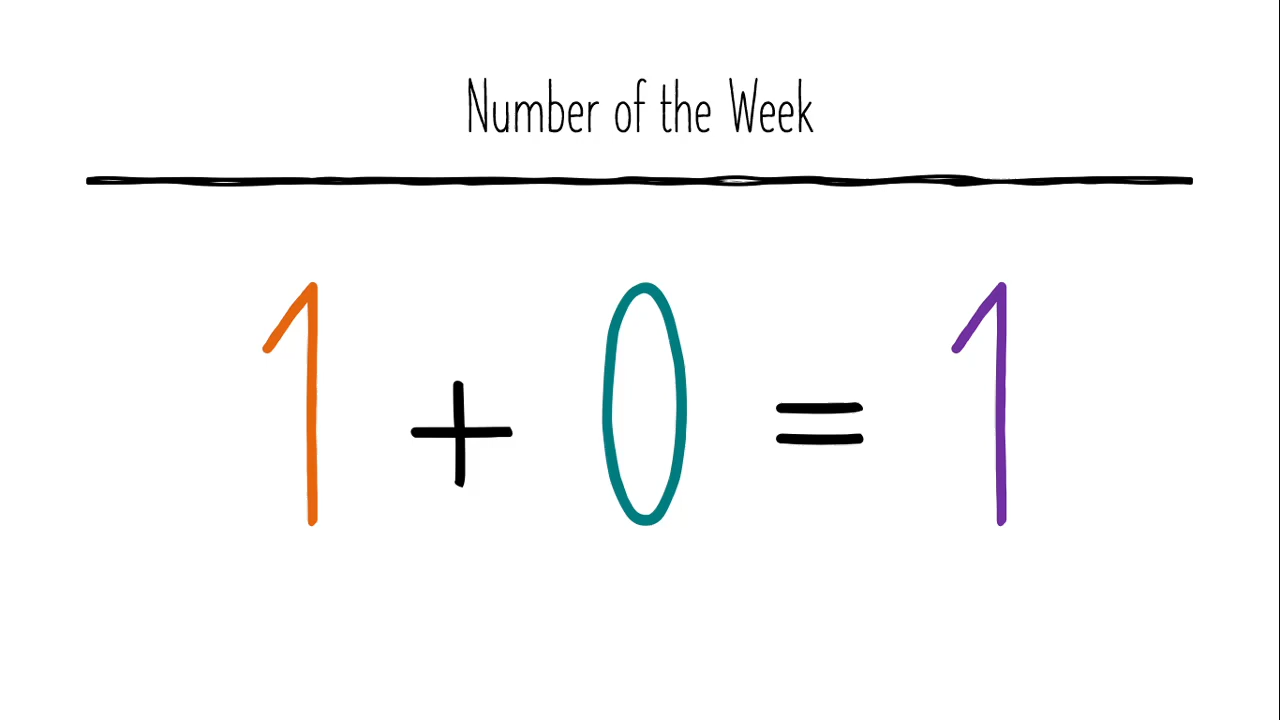 Number of the Week
1 + 0 = 1